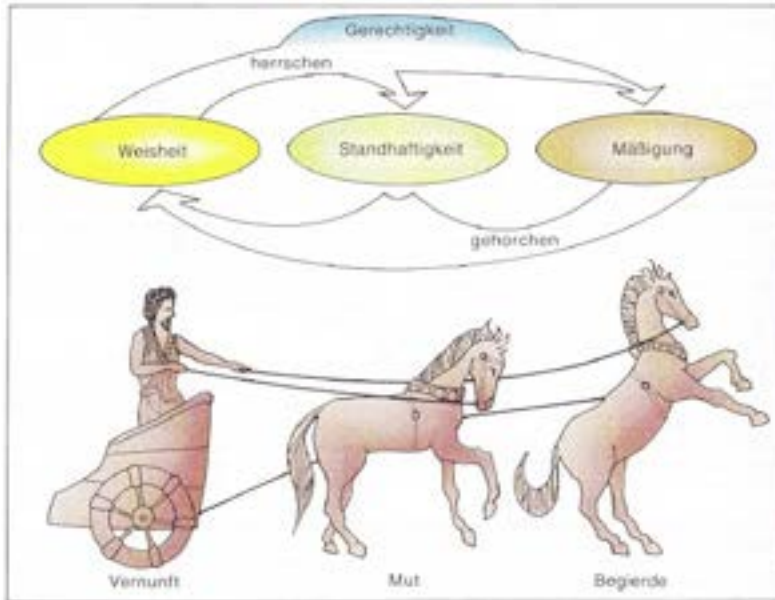 Gerechtigkeit
herrschen
Weisheit
Standhaftigkeit
Mäßigung
gehorchen
Vernunft
Mut
Begierde